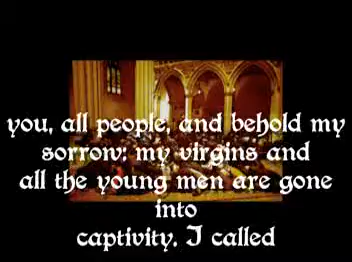 you, all people, and behold my
sorrow: my virgins and
all the young men are gone
into
captivity. I called